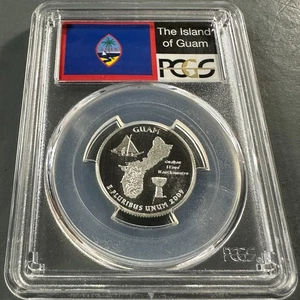 The Island
of Guam
PCGS
GUAM
E PLURIBUS UNUM 2009
PCGS